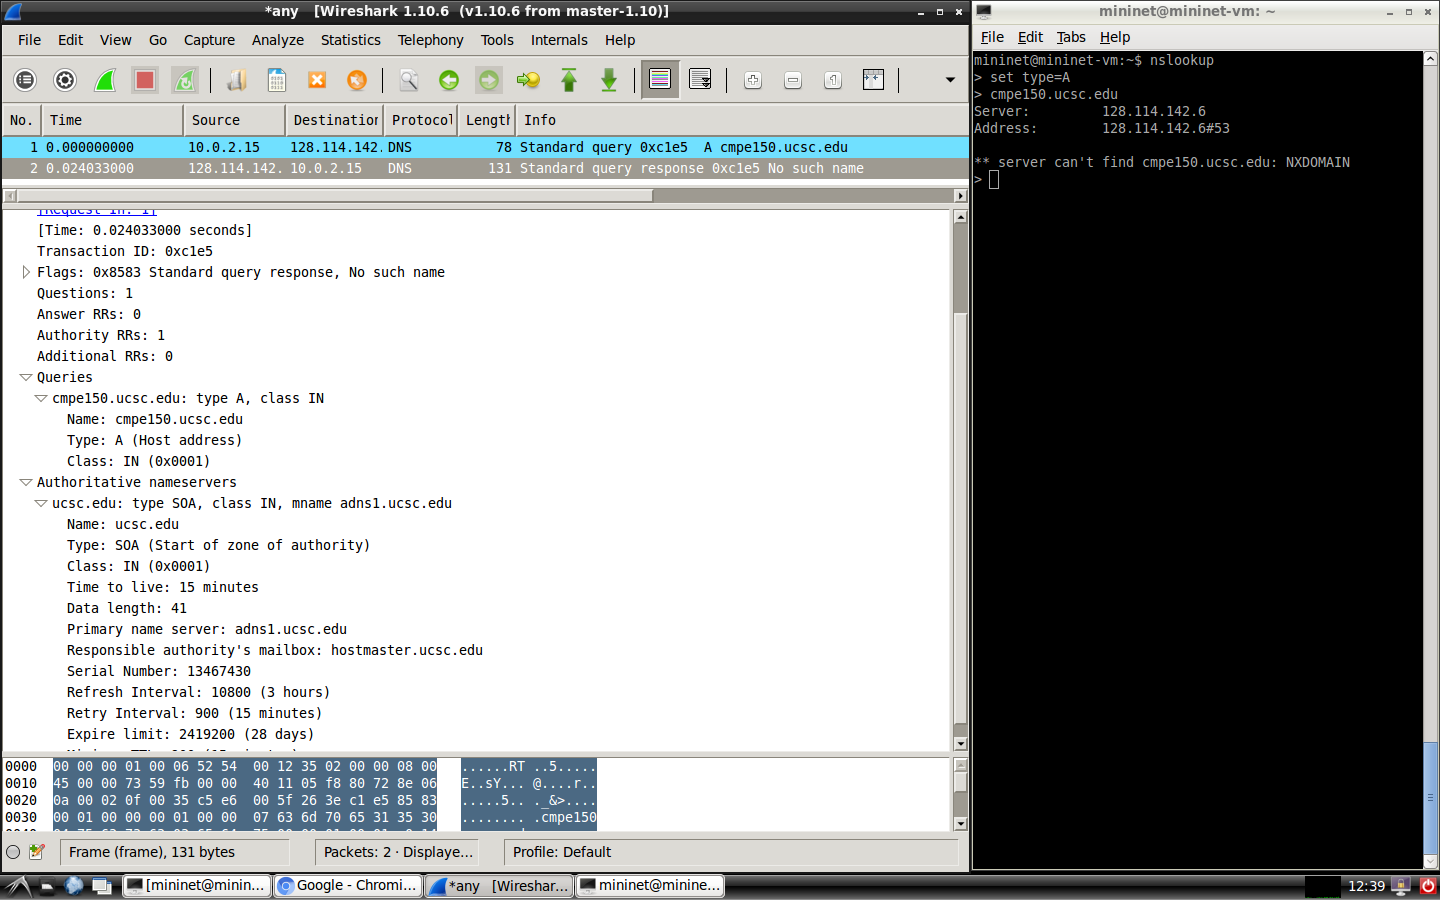 *any   [Wireshark 1.10.6  (v1.10.6 from master-1.10)]
File Edit View Go Capture Analyze Statistics Telephony Tools Internals Help
No. Time Source Destination Protocol Length Info
1 0.000000000 10.0.2.15 128.114.142. DNS 78 Standard query 0xc1e5  A cmpe150.ucsc.edu
2 0.024033000 128.114.142. 10.0.2.15 DNS 131 Standard query response 0xc1e5 No such name
[Request In: 1]
[Time: 0.024033000 seconds]
Transaction ID: 0xc1e5
Flags: 0x8583 Standard query response, No such name
Questions: 1
Answer RRs: 0
Authority RRs: 1
Additional RRs: 0
Queries
cmpe150.ucsc.edu: type A, class IN
Name: cmpe150.ucsc.edu
Type: A (Host address)
Class: IN (0x0001)
Authoritative nameservers
ucsc.edu: type SOA, class IN, mname adns1.ucsc.edu
Name: ucsc.edu
Type: SOA (Start of zone of authority)
Class: IN (0x0001)
Time to live: 15 minutes
Data length: 41
Primary name server: adns1.ucsc.edu
Responsible authority's mailbox: hostmaster.ucsc.edu
Serial Number: 13467430
Refresh Interval: 10800 (3 hours)
Retry Interval: 900 (15 minutes)
Expire limit: 2419200 (28 days)
0000 00 00 00 01 00 06 52 54  00 12 35 02 00 00 08 00 ......RT ..5.....
0010 45 00 00 73 59 fb 00 00  40 11 05 f8 80 72 8e 06 E..sY... @....r..
0020 0a 00 02 0f 00 35 c5 e6  00 5f 26 3e c1 e5 85 83 .....5.. ._&>....
0030 00 01 00 00 00 01 00 00  07 63 6d 70 65 31 35 30 ........ .cmpe150
Frame (frame), 131 bytes Packets: 2 · Displaye... Profile: Default
mininet@mininet-vm: ~
File Edit Tabs Help
mininet@mininet-vm:~$ nslookup
> set type=A
> cmpe150.ucsc.edu
Server: 128.114.142.6
Address: 128.114.142.6#53
** server can't find cmpe150.ucsc.edu: NXDOMAIN
>
[mininet@minin... Google - Chromi... *any   [Wireshar... mininet@minine... 12:39